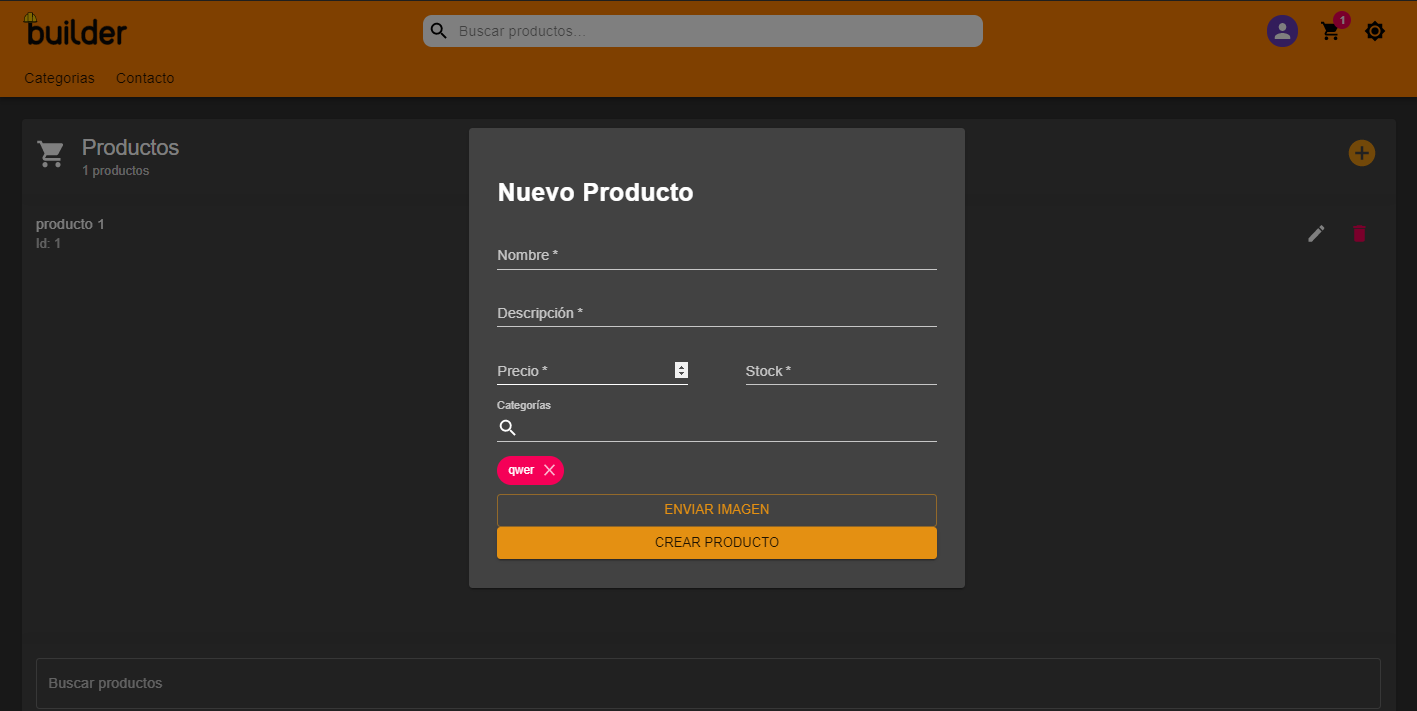 builder
Buscar productos...
1
Categorias
Contacto
Productos
1 productos
producto 1
Id: 1
Nuevo Producto
Nombre *
Descripción *
Precio *
Stock *
Categorías
qwer
ENVIAR IMAGEN
CREAR PRODUCTO
Buscar productos